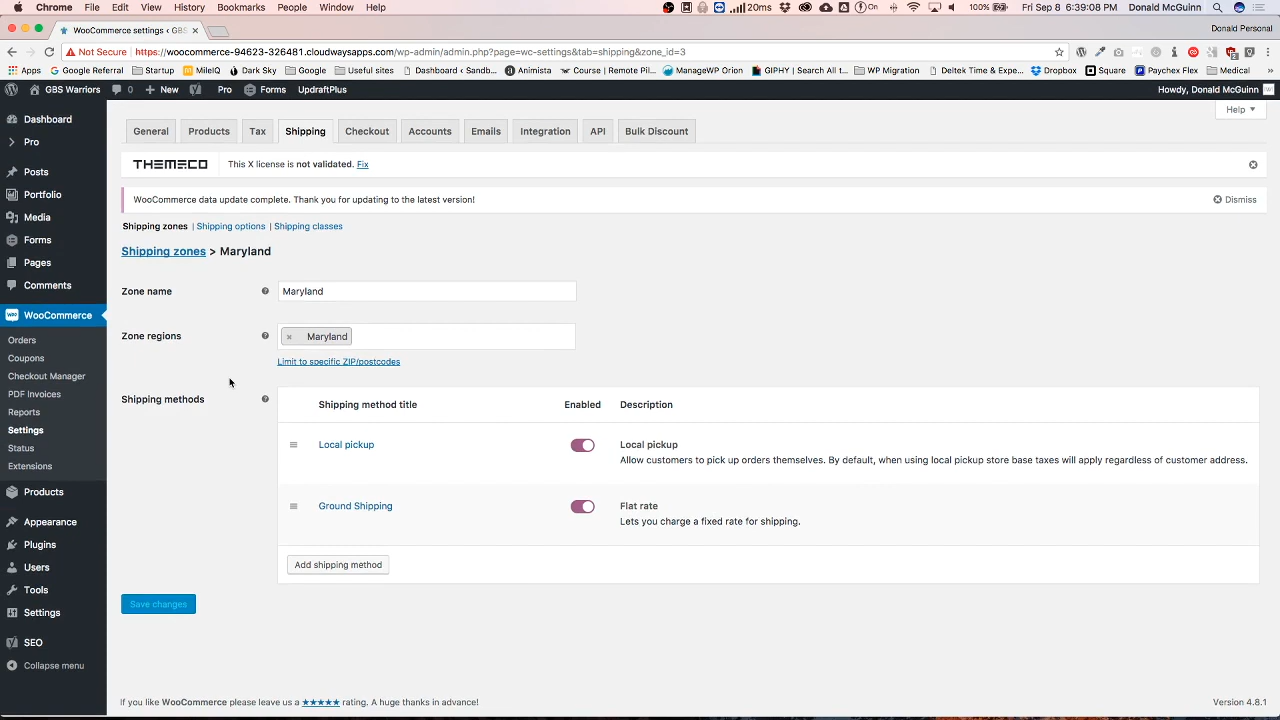 Chrome File Edit View History Bookmarks People Window Help 20ms On 100% Fri Sep 8 6:39:08 PM Donald McGuinn
WooCommerce settings ‹ GBS × Donald Personal
Not Secure https://woocommerce-94623-326481.cloudwaysapps.com/wp-admin/admin.php?page=wc-settings&tab=shipping&zone_id=3
Apps Google Referral Startup MileIQ Dark Sky Google Useful sites Dashboard ‹ Sandb... Animista Course | Remote Pil... ManageWP Orion GIPHY | All things t... WP Migration Deltek Time & Expe... Dropbox Square Paychex Flex Medical
GBS Warriors 0 New Pro Forms UpdraftPlus Howdy, Donald McGuinn
Help
General Products Tax Shipping Checkout Accounts Emails Integration API Bulk Discount
THEMECO This X license is not validated. Fix
WooCommerce data update complete. Thank you for updating to the latest version! Dismiss
Shipping zones | Shipping options | Shipping classes
Shipping zones > Maryland
Zone name Maryland
Zone regions × Maryland
Limit to specific ZIP/postcodes
Shipping methods
Shipping method title Enabled Description
Local pickup Local pickup
Allow customers to pick up orders themselves. By default, when using local pickup store base taxes will apply regardless of customer address.
Ground Shipping Flat rate
Lets you charge a fixed rate for shipping.
Add shipping method
Save changes
Dashboard
Pro
Posts
Portfolio
Media
Forms
Pages
Comments
WooCommerce
Orders
Coupons
Checkout Manager
PDF Invoices
Reports
Settings
Status
Extensions
Products
Appearance
Plugins
Users
Tools
Settings
SEO
Collapse menu
If you like WooCommerce please leave us a ★★★★★ rating. A huge thanks in advance! Version 4.8.1